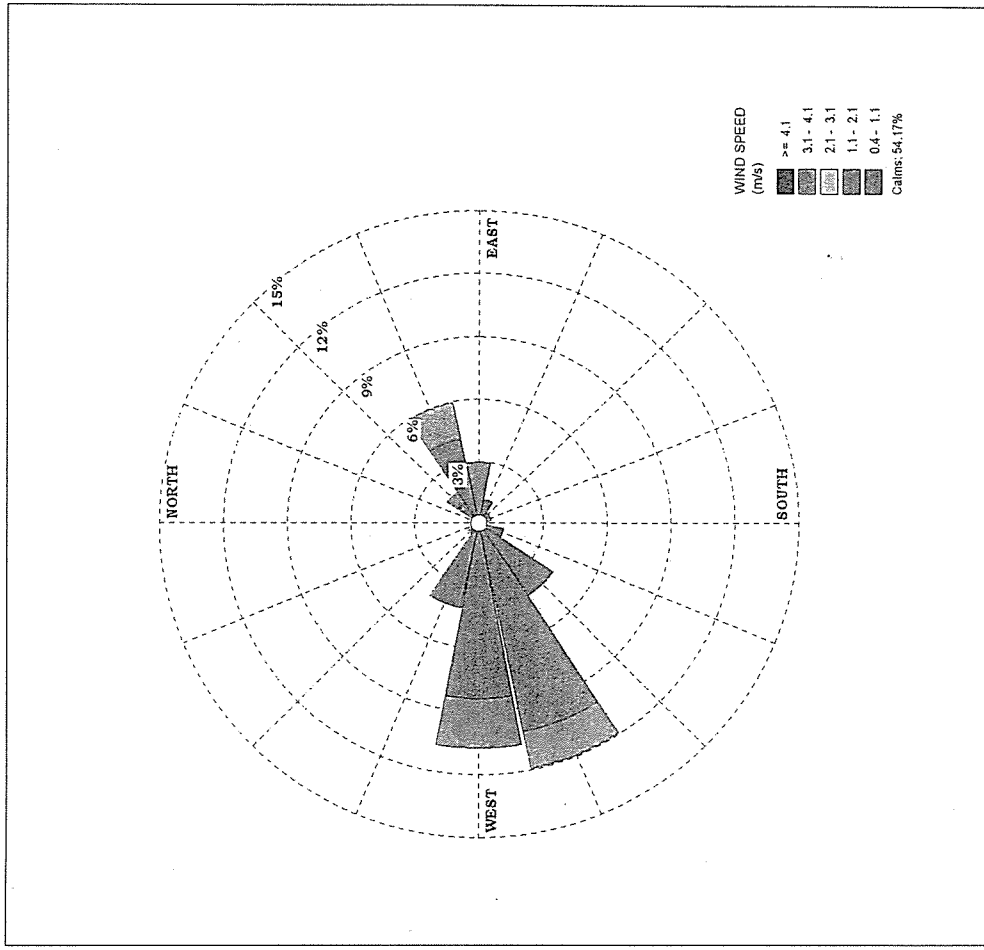 NORTH
15%
12%
9%
6%
3%
WEST
EAST
SOUTH
WIND SPEED
(m/s)
>= 4.1
3.1 - 4.1
2.1 - 3.1
1.1 - 2.1
0.4 - 1.1
Calms: 54.17%